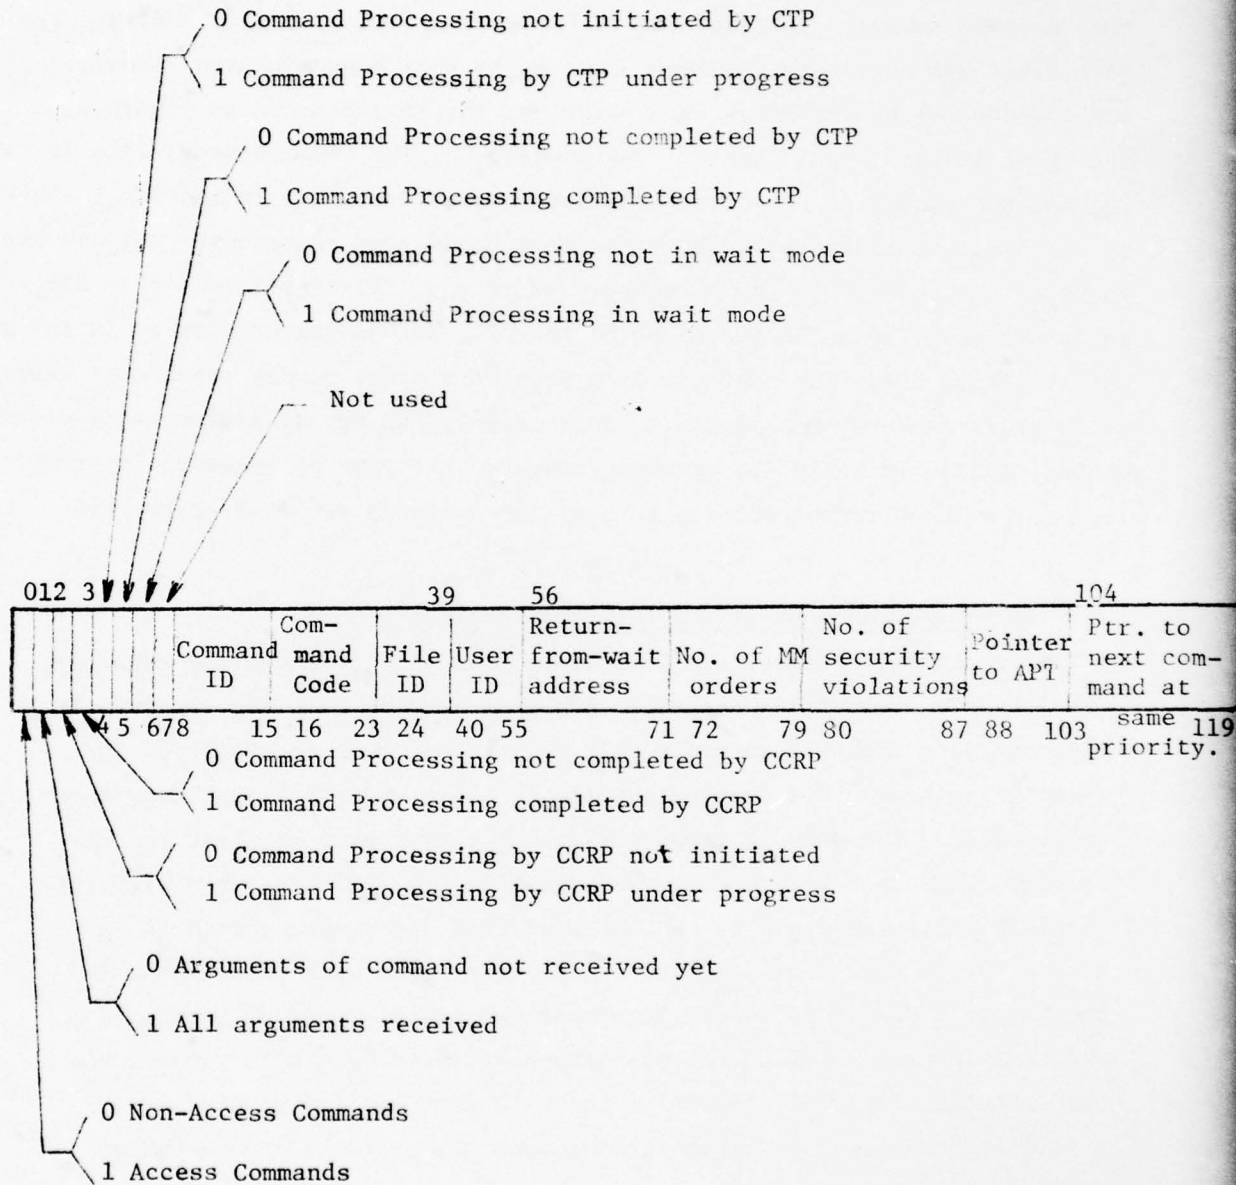 0 Command Processing not initiated by CTP
1 Command Processing by CTP under progress
0 Command Processing not completed by CTP
1 Command Processing completed by CTP
0 Command Processing not in wait mode
1 Command Processing in wait mode
Not used
012 3 39 56 104
Command ID
Com-
mand
Code
File
ID
User
ID
Return-
from-wait
address
No. of MM
orders
No. of
security
violations
Pointer
to APT
Ptr. to
next com-
mand at
same
priority.
4 5 678 15 16 23 24 40 55 71 72 79 80 87 88 103 119
0 Command Processing not completed by CCRP
1 Command Processing completed by CCRP
0 Command Processing by CCRP not initiated
1 Command Processing by CCRP under progress
0 Arguments of command not received yet
1 All arguments received
0 Non-Access Commands
1 Access Commands